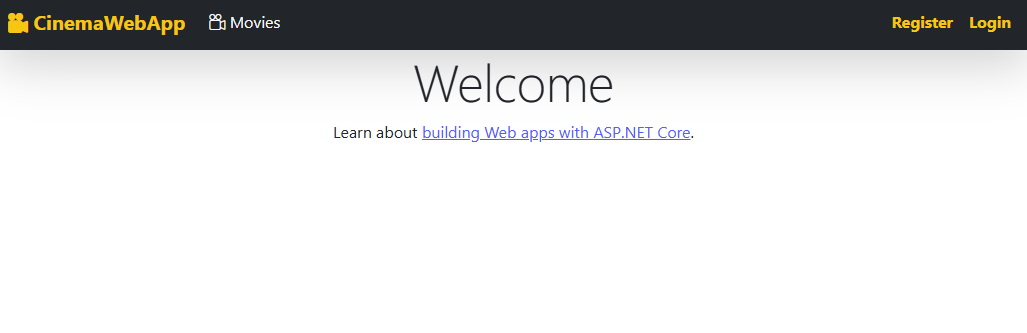 CinemaWebApp Movies Register Login
Welcome
Learn about building Web apps with ASP.NET Core.